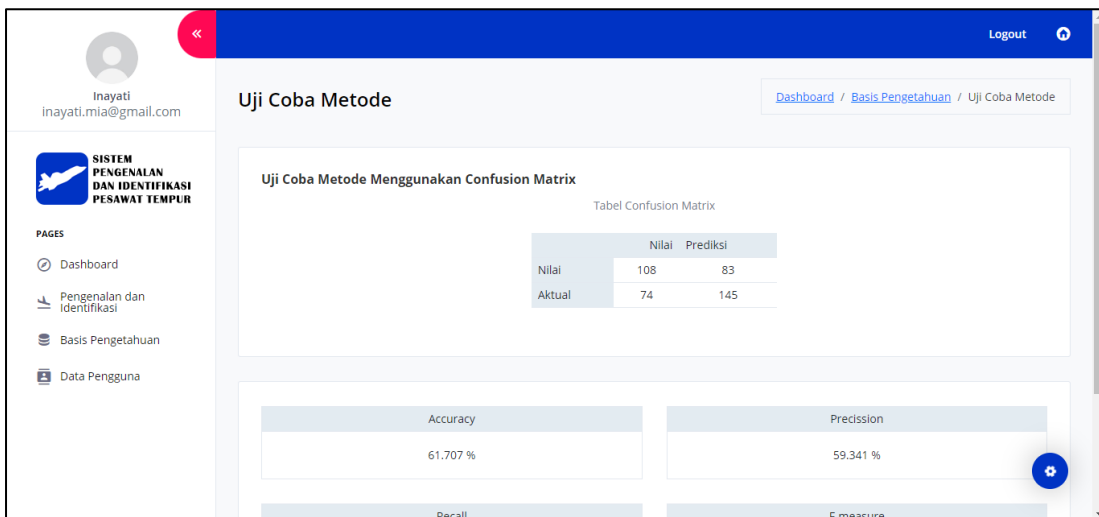 «
Logout
Inayati
inayati.mia@gmail.com
SISTEM
PENGENALAN
DAN IDENTIFIKASI
PESAWAT TEMPUR
PAGES
Dashboard
Pengenalan dan
Identifikasi
Basis Pengetahuan
Data Pengguna
Uji Coba Metode
Dashboard / Basis Pengetahuan / Uji Coba Metode
Uji Coba Metode Menggunakan Confusion Matrix
Tabel Confusion Matrix
Nilai Prediksi
Nilai 108 83
Aktual 74 145
Accuracy
61.707 %
Precission
59.341 %
Recall
F measure